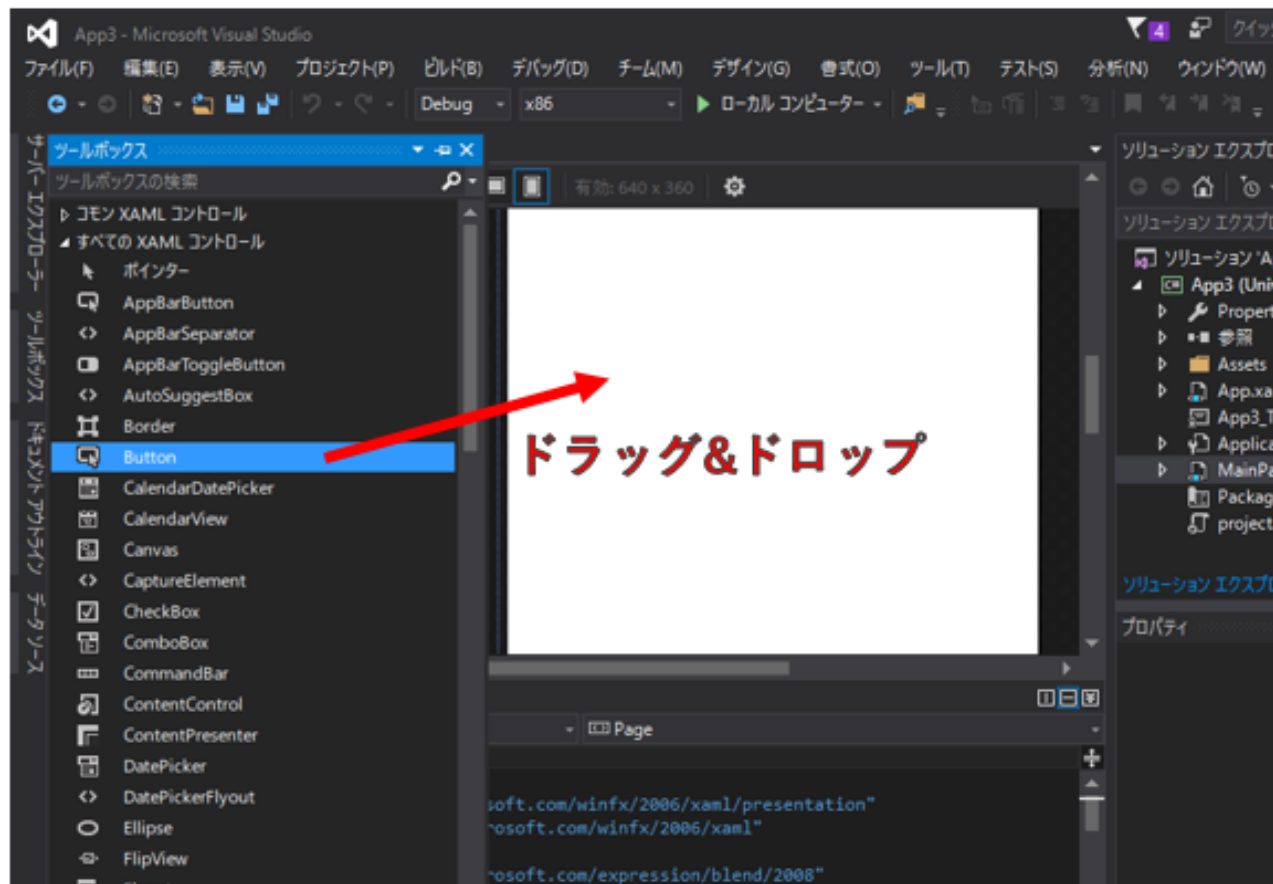 App3 - Microsoft Visual Studio
4
ファイル(F) 編集(E) 表示(V) プロジェクト(P) ビルド(B) デバッグ(D) チーム(M) デザイン(G) 書式(O) ツール(T) テスト(S) 分析(N) ウィンドウ(W)
Debug x86 ローカル コンピューター
サーバー エクスプローラー
ツールボックス
ドキュメント アウトライン
データ ソース
ツールボックス
ツールボックスの検索
コモン XAML コントロール
すべての XAML コントロール
ポインター
AppBarButton
AppBarSeparator
AppBarToggleButton
AutoSuggestBox
Border
Button
CalendarDatePicker
CalendarView
Canvas
CaptureElement
CheckBox
ComboBox
CommandBar
ContentControl
ContentPresenter
DatePicker
DatePickerFlyout
Ellipse
FlipView
有効: 640 x 360
ドラッグ&ドロップ
Page
soft.com/winfx/2006/xaml/presentation"
rosoft.com/winfx/2006/xaml"
rosoft.com/expression/blend/2008"
ソリューション エクスプロ
ソリューション エクスプロ
ソリューション 'A
App3 (Univ
Propert
参照
Assets
App.xa
App3_T
Applica
MainPa
Packag
project
ソリューション エクスプロ
プロパティ